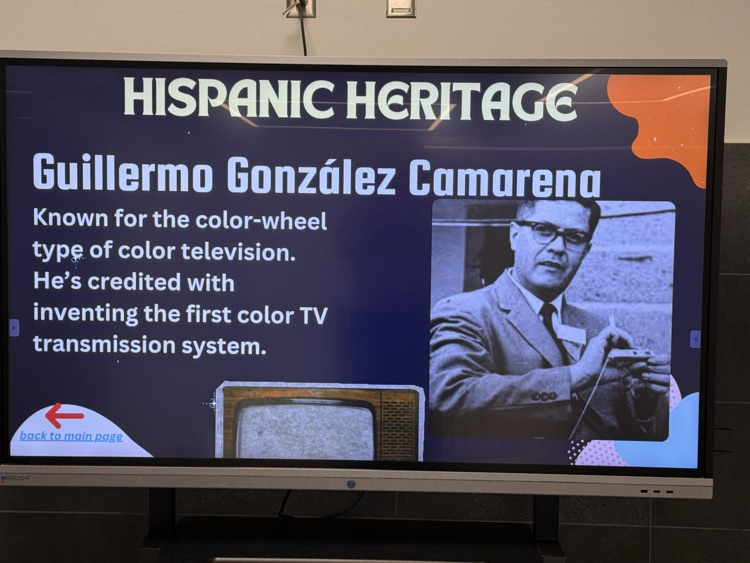 HISPANIC HERITAGE
Guillermo González Camarena
Known for the color-wheel
type of color television.
He's credited with
inventing the first color TV
transmission system.
back to main page